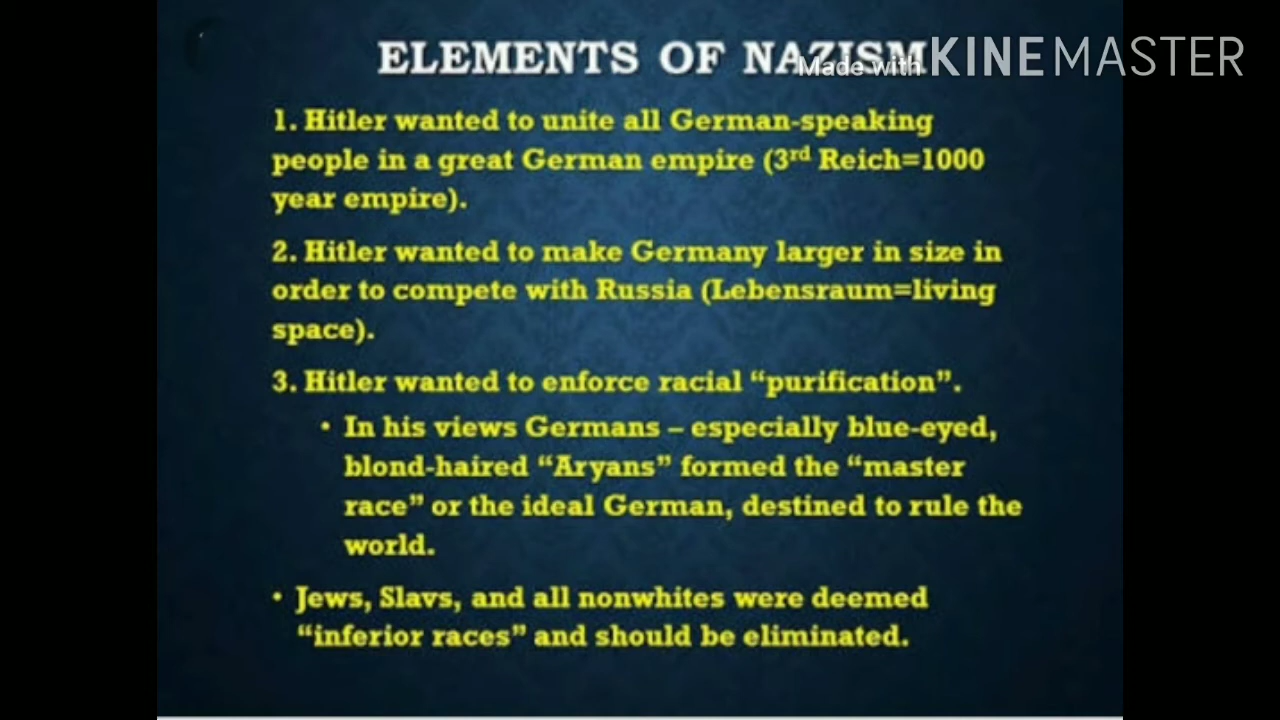 ELEMENTS OF NAZISM
Made with KINEMASTER
1. Hitler wanted to unite all German-speaking
people in a great German empire (3rd Reich=1000
year empire).
2. Hitler wanted to make Germany larger in size in
order to compete with Russia (Lebensraum=living
space).
3. Hitler wanted to enforce racial “purification”.
• In his views Germans – especially blue-eyed,
blond-haired “Aryans” formed the “master
race” or the ideal German, destined to rule the
world.
• Jews, Slavs, and all nonwhites were deemed
“inferior races” and should be eliminated.